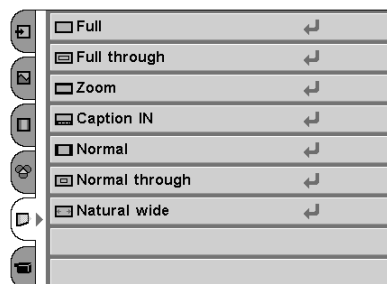 Full
Full through
Zoom
Caption IN
Normal
Normal through
Natural wide